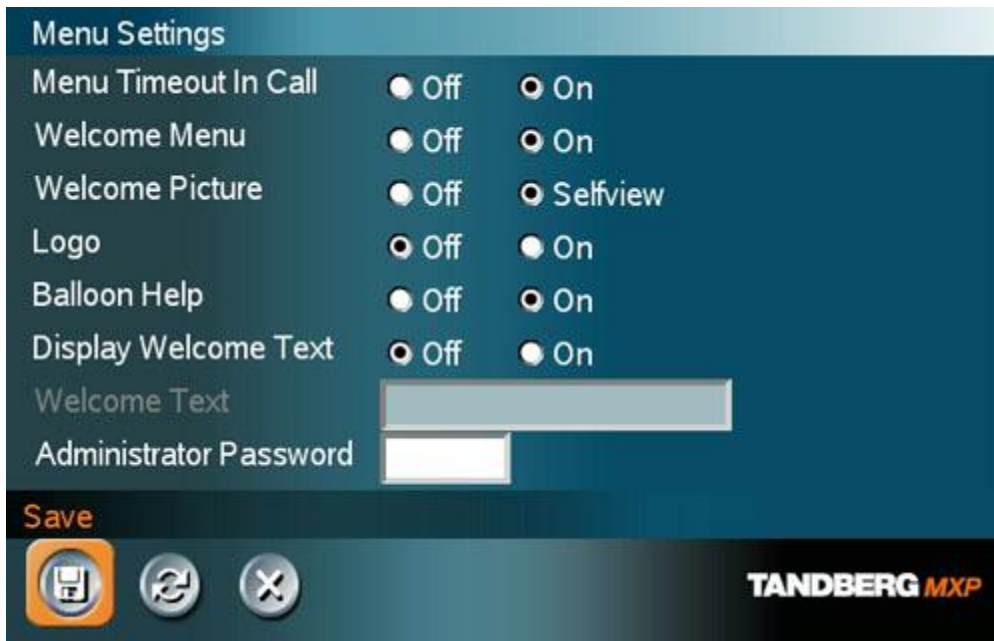 Menu Settings
Menu Timeout In Call Off On
Welcome Menu Off On
Welcome Picture Off Selfview
Logo Off On
Balloon Help Off On
Display Welcome Text Off On
Welcome Text
Administrator Password
Save
TANDBERG MXP